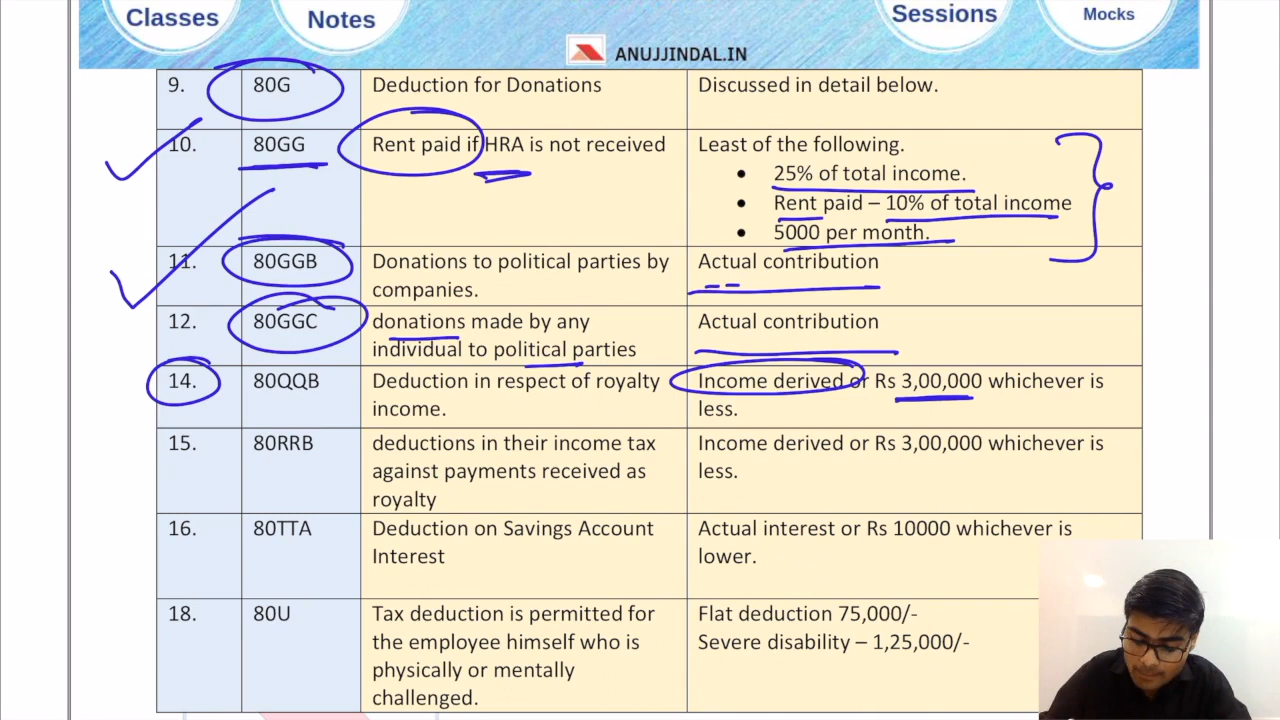 Classes
Notes
Sessions
Mocks
ANUJJINDAL.IN
9. 80G Deduction for Donations Discussed in detail below.
10. 80GG Rent paid if HRA is not received Least of the following.
• 25% of total income.
• Rent paid – 10% of total income
• 5000 per month.
11. 80GGB Donations to political parties by Actual contribution
companies.
12. 80GGC donations made by any Actual contribution
individual to political parties
14. 80QQB Deduction in respect of royalty Income derived or Rs 3,00,000 whichever is
income. less.
15. 80RRB deductions in their income tax Income derived or Rs 3,00,000 whichever is
against payments received as less.
royalty
16. 80TTA Deduction on Savings Account Actual interest or Rs 10000 whichever is
Interest lower.
18. 80U Tax deduction is permitted for Flat deduction 75,000/-
the employee himself who is Severe disability – 1,25,000/-
physically or mentally
challenged.